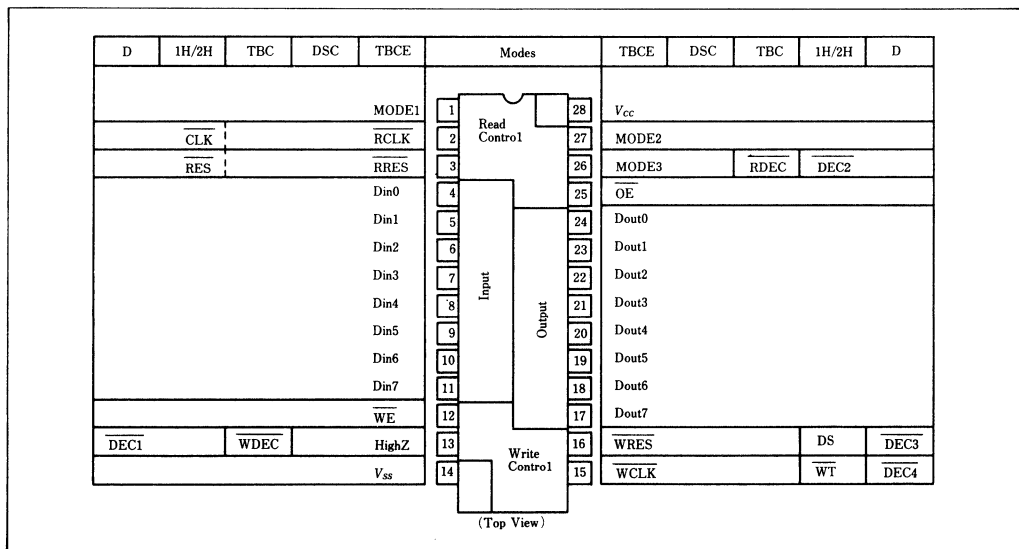 D 1H/2H TBC DSC TBCE Modes TBCE DSC TBC 1H/2H D
MODE1 1 28 VCC
CLK RCLK 2 27 MODE2
RES RRES 3 26 MODE3 RDEC DEC2
Read
Control
Din0 4 25 OE
Din1 5 24 Dout0
Din2 6 23 Dout1
Din3 7 22 Dout2
Din4 8 21 Dout3
Din5 9 20 Dout4
Din6 10 19 Dout5
Din7 11 18 Dout6
Input
Output
WE 12 17 Dout7
DEC1 WDEC HighZ 13 16 WRES DS DEC3
VSS 14 15 WCLK WT DEC4
Write
Control
(Top View)